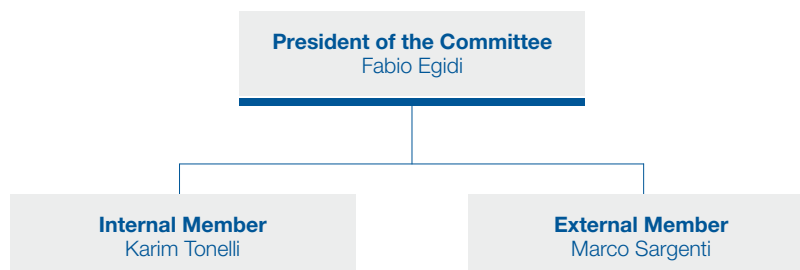 President of the Committee
Fabio Egidi
Internal Member
Karim Tonelli
External Member
Marco Sargenti